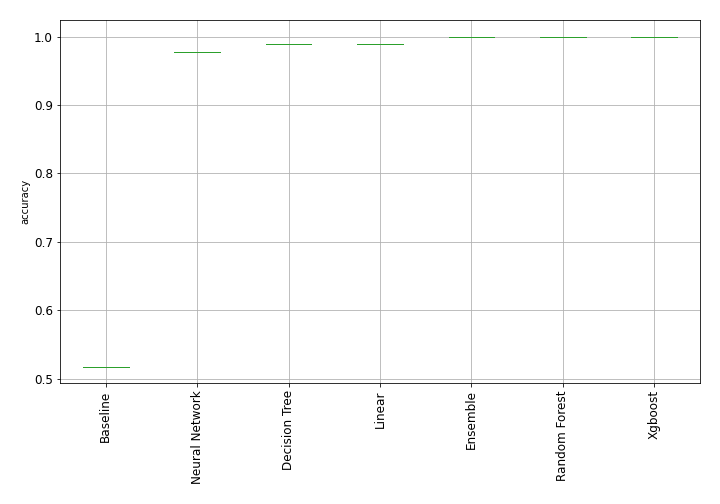 accuracy
1.0
0.9
0.8
0.7
0.6
0.5
Baseline
Neural Network
Decision Tree
Linear
Ensemble
Random Forest
Xgboost